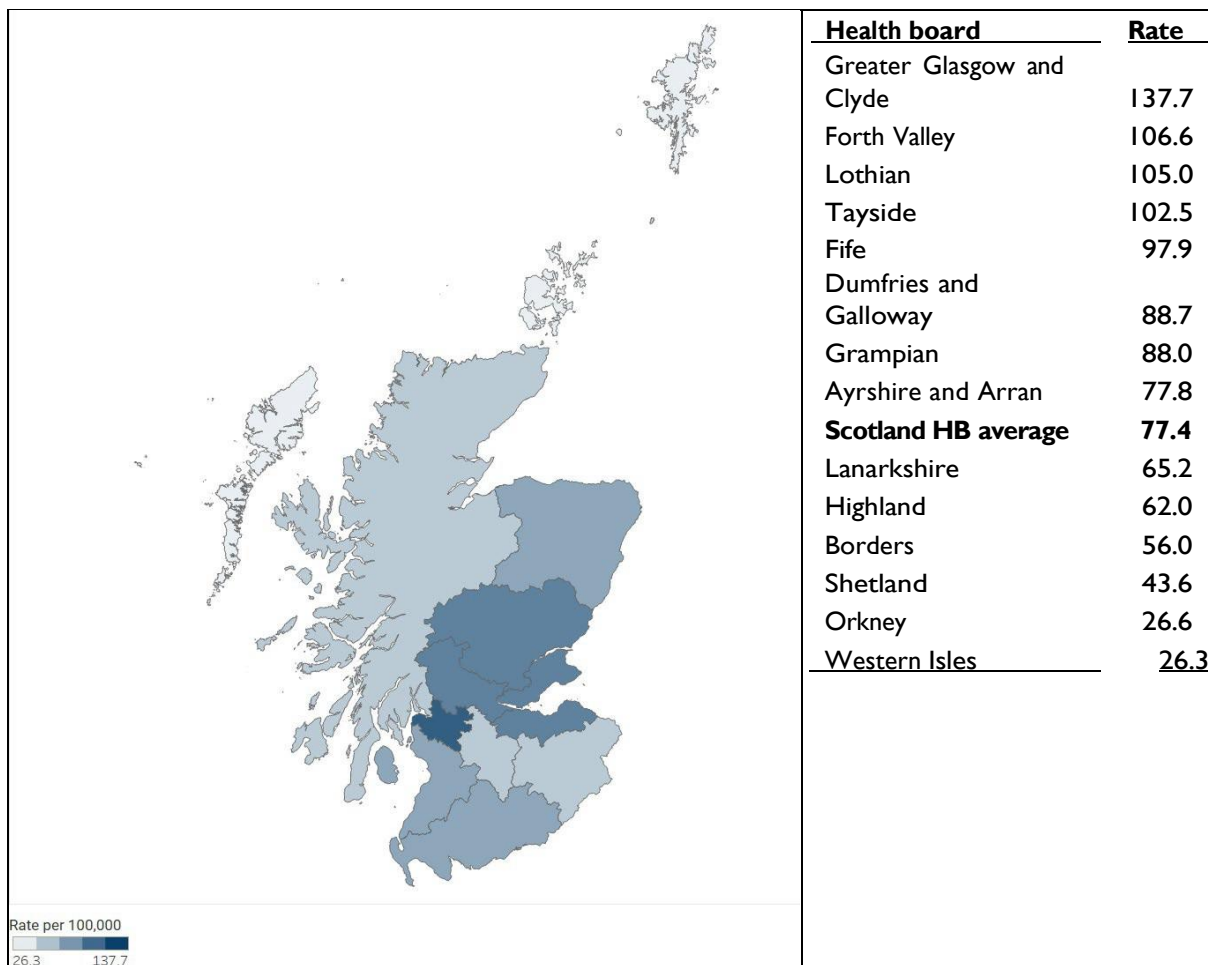 Health board Rate
Greater Glasgow and
Clyde 137.7
Forth Valley 106.6
Lothian 105.0
Tayside 102.5
Fife 97.9
Dumfries and
Galloway 88.7
Grampian 88.0
Ayrshire and Arran 77.8
Scotland HB average 77.4
Lanarkshire 65.2
Highland 62.0
Borders 56.0
Shetland 43.6
Orkney 26.6
Western Isles 26.3
Rate per 100,000
26.3 137.7